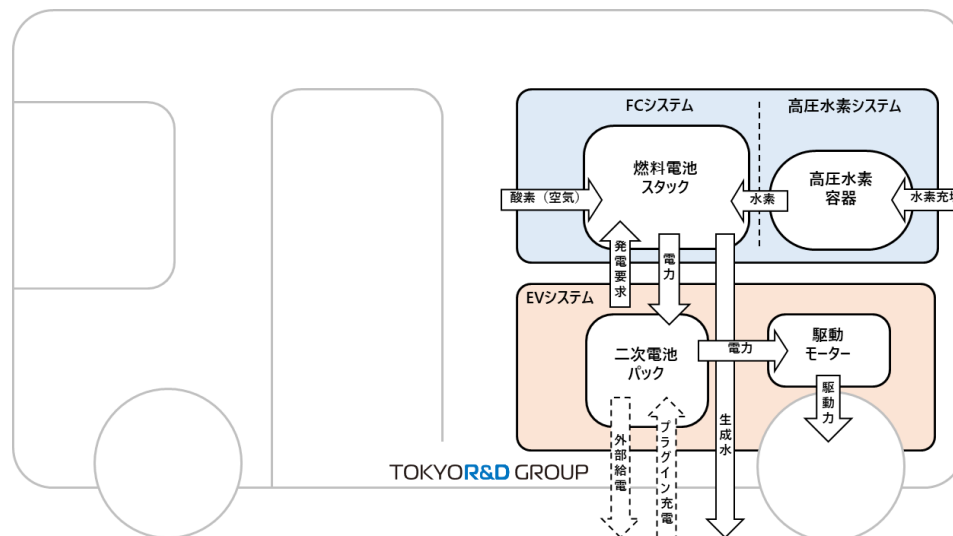 FCシステム
高圧水素システム
燃料電池
スタック
高圧水素
容器
酸素（空気）
水素
水素充填
発電要求
電力
EVシステム
二次電池
パック
電力
駆動
モーター
駆動力
生成水
外部給電
プラグイン充電
TOKYOR&D GROUP